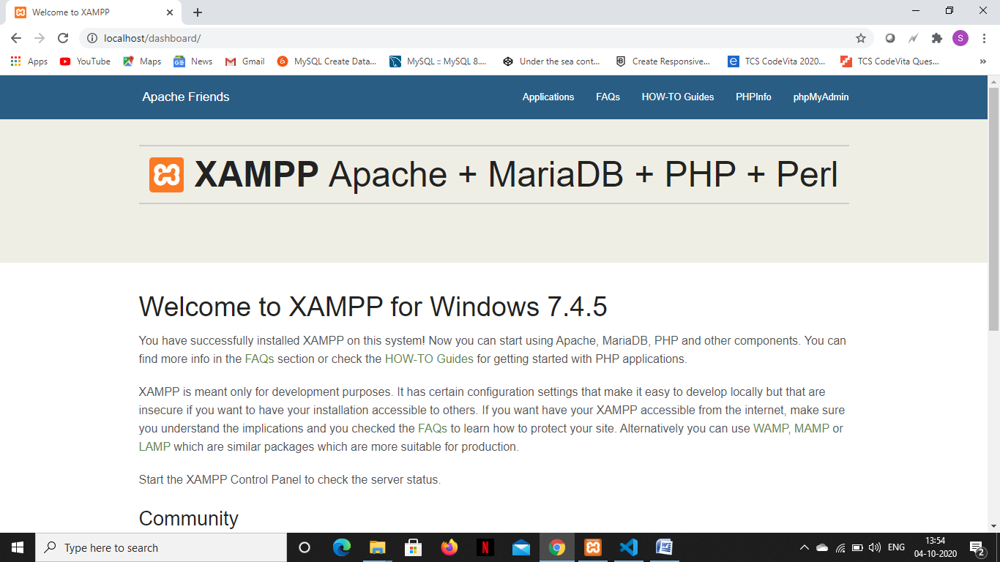 Welcome to XAMPP
localhost/dashboard/
S
Apps YouTube Maps News Gmail MySQL Create Data... MySQL :: MySQL 8.... Under the sea cont... Create Responsive... TCS CodeVita 2020... TCS CodeVita Ques... »
Apache Friends Applications FAQs HOW-TO Guides PHPInfo phpMyAdmin
XAMPP Apache + MariaDB + PHP + Perl
Welcome to XAMPP for Windows 7.4.5
You have successfully installed XAMPP on this system! Now you can start using Apache, MariaDB, PHP and other components. You can
find more info in the FAQs section or check the HOW-TO Guides for getting started with PHP applications.
XAMPP is meant only for development purposes. It has certain configuration settings that make it easy to develop locally but that are
insecure if you want to have your installation accessible to others. If you want have your XAMPP accessible from the internet, make sure
you understand the implications and you checked the FAQs to learn how to protect your site. Alternatively you can use WAMP, MAMP or
LAMP which are similar packages which are more suitable for production.
Start the XAMPP Control Panel to check the server status.
Community
Type here to search
ENG
13:54
04-10-2020
2